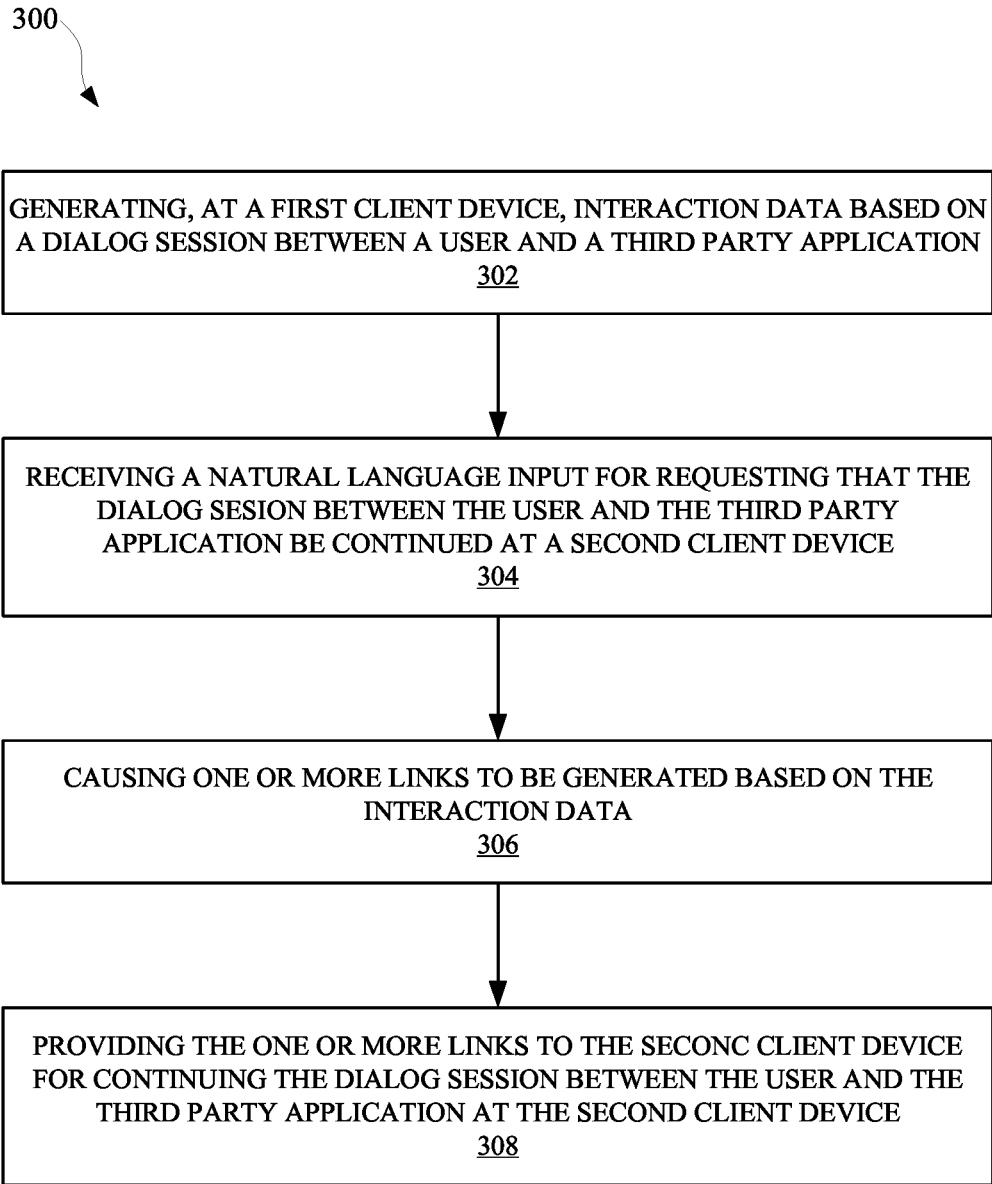 300
GENERATING, AT A FIRST CLIENT DEVICE, INTERACTION DATA BASED ON
A DIALOG SESSION BETWEEN A USER AND A THIRD PARTY APPLICATION
302
RECEIVING A NATURAL LANGUAGE INPUT FOR REQUESTING THAT THE
DIALOG SESION BETWEEN THE USER AND THE THIRD PARTY
APPLICATION BE CONTINUED AT A SECOND CLIENT DEVICE
304
CAUSING ONE OR MORE LINKS TO BE GENERATED BASED ON THE
INTERACTION DATA
306
PROVIDING THE ONE OR MORE LINKS TO THE SECONC CLIENT DEVICE
FOR CONTINUING THE DIALOG SESSION BETWEEN THE USER AND THE
THIRD PARTY APPLICATION AT THE SECOND CLIENT DEVICE
308